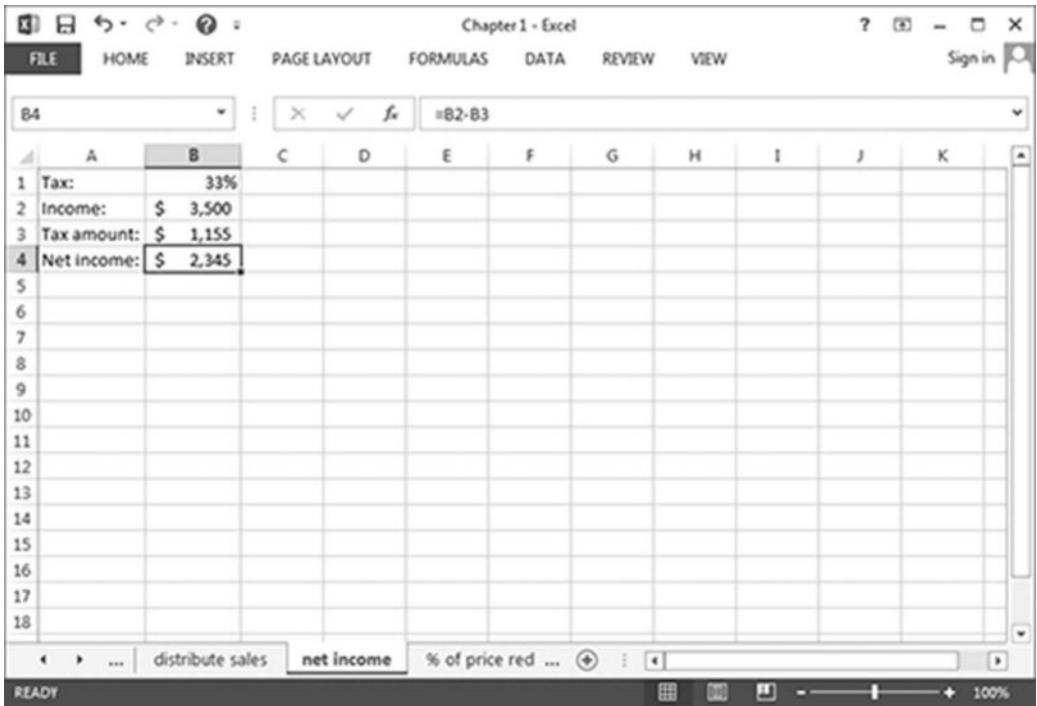 Chapter 1 - Excel
FILE HOME INSERT PAGE LAYOUT FORMULAS DATA REVIEW VIEW Sign in
B4 fx =B2-B3
A B C D E F G H I J K
1 Tax: 33%
2 Income: $ 3,500
3 Tax amount: $ 1,155
4 Net income: $ 2,345
5
6
7
8
9
10
11
12
13
14
15
16
17
18
... distribute sales net income % of price red ...
READY 100%